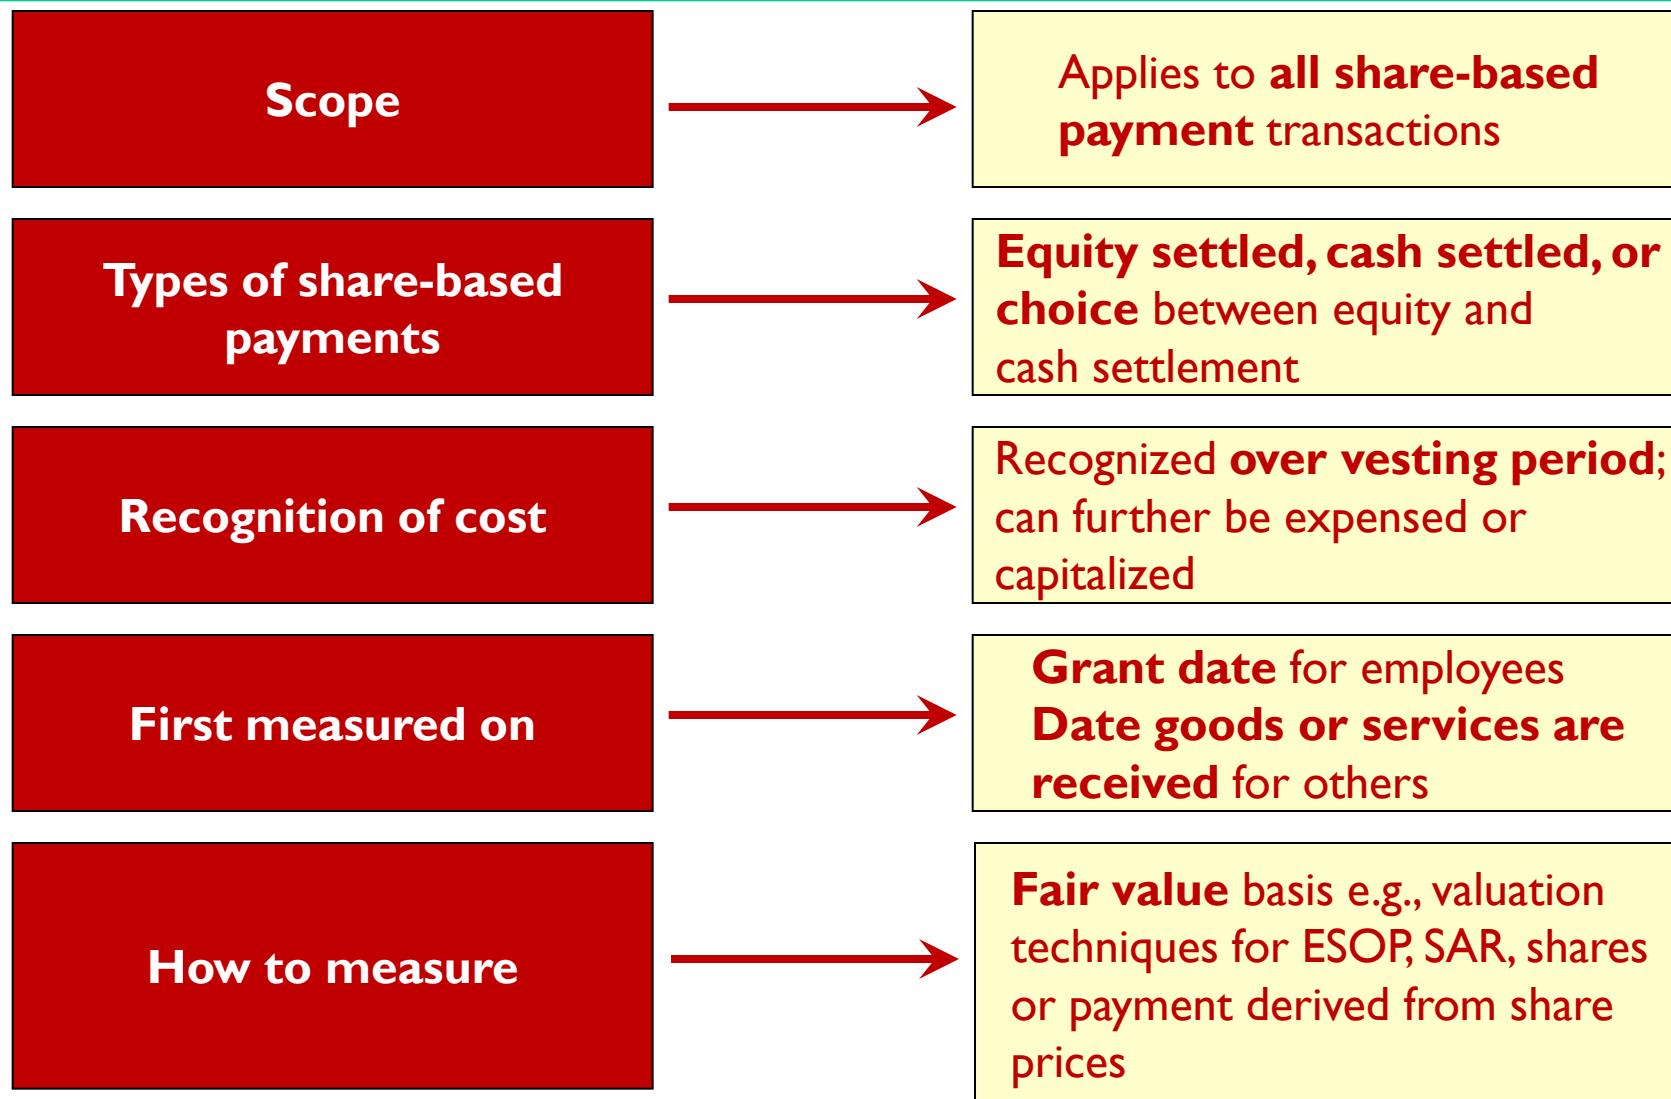 Scope
Applies to all share-based
payment transactions
Types of share-based
payments
Equity settled, cash settled, or
choice between equity and
cash settlement
Recognition of cost
Recognized over vesting period;
can further be expensed or
capitalized
First measured on
Grant date for employees
Date goods or services are
received for others
How to measure
Fair value basis e.g., valuation
techniques for ESOP, SAR, shares
or payment derived from share
prices